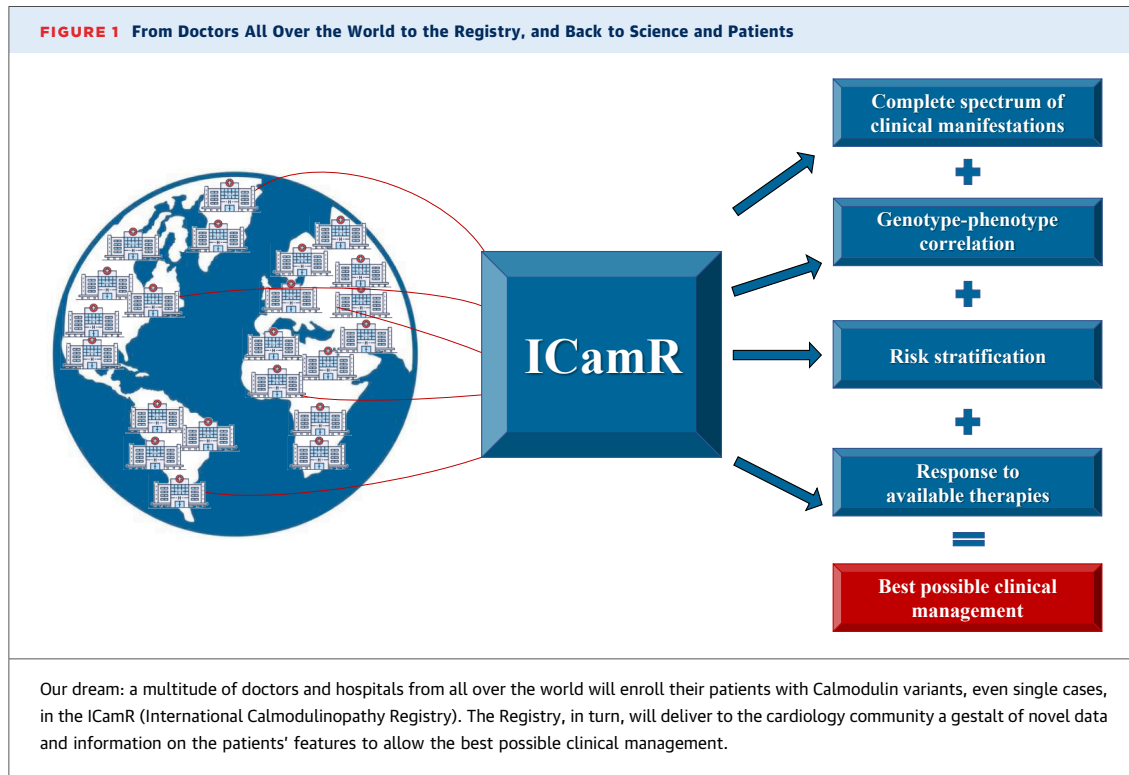 FIGURE 1 From Doctors All Over the World to the Registry, and Back to Science and Patients
ICamR
Complete spectrum of
clinical manifestations
+
Genotype-phenotype
correlation
+
Risk stratification
+
Response to
available therapies
=
Best possible clinical
management
Our dream: a multitude of doctors and hospitals from all over the world will enroll their patients with Calmodulin variants, even single cases,
in the ICamR (International Calmodulinopathy Registry). The Registry, in turn, will deliver to the cardiology community a gestalt of novel data
and information on the patients' features to allow the best possible clinical management.